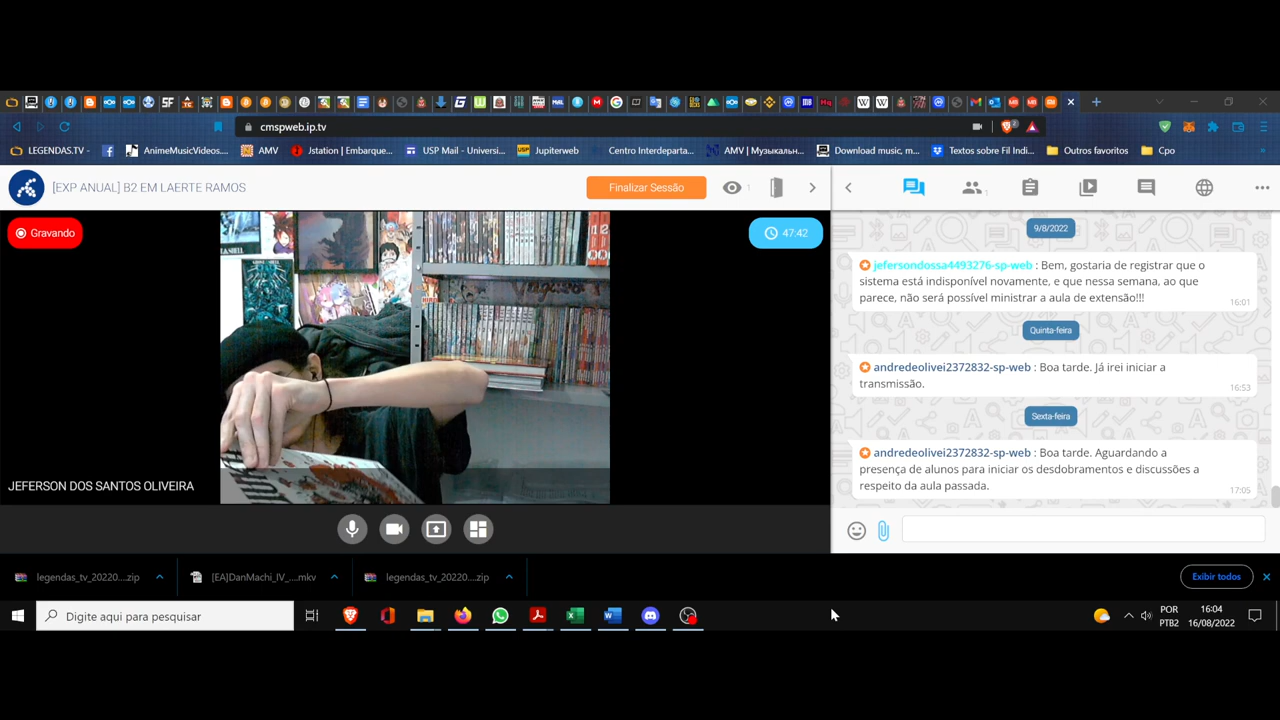 cmspweb.ip.tv
LEGENDAS.TV - AnimeMusicVideos... AMV Jstation | Embarque... USP Mail - Universi... Jupiterweb Centro Interdeparta... AMV | Музыкальн... Download music, m... Textos sobre Fil Indi... Outros favoritos Cpo
[EXP ANUAL] B2 EM LAERTE RAMOS
Finalizar Sessão
1
1
Gravando
47:42
JEFERSON DOS SANTOS OLIVEIRA
9/8/2022
jefersondossa4493276-sp-web : Bem, gostaria de registrar que o
sistema está indisponível novamente, e que nessa semana, ao que
parece, não será possível ministrar a aula de extensão!!!
16:01
Quinta-feira
andredeolivei2372832-sp-web : Boa tarde. Já irei iniciar a
transmissão.
16:53
Sexta-feira
andredeolivei2372832-sp-web : Boa tarde. Aguardando a
presença de alunos para iniciar os desdobramentos e discussões a
respeito da aula passada.
17:05
legendas_tv_20220....zip [EA]DanMachi_IV_....mkv legendas_tv_20220....zip
Exibir todos
Digite aqui para pesquisar
POR
PTB2
16:04
16/08/2022